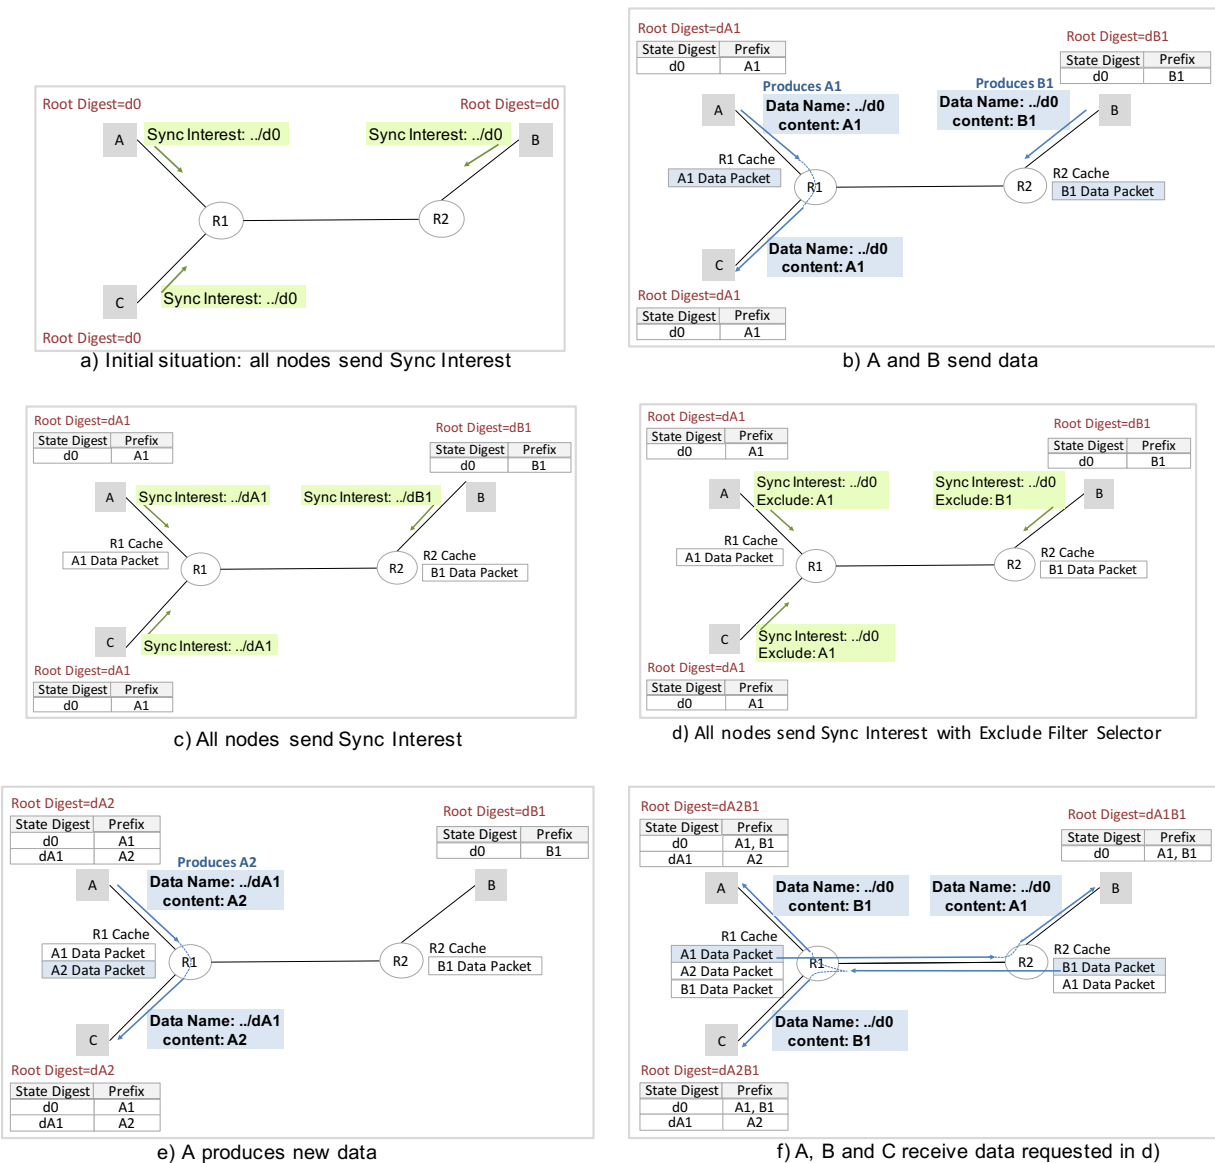 Root Digest=d0
Root Digest=d0
A
Sync Interest: ../d0
Sync Interest: ../d0
B
R1
R2
C
Sync Interest: ../d0
Root Digest=d0
a) Initial situation: all nodes send Sync Interest
Root Digest=dA1
State Digest Prefix
d0 A1
Root Digest=dB1
State Digest Prefix
d0 B1
Produces A1
Data Name: ../d0
content: A1
Produces B1
Data Name: ../d0
content: B1
A
B
R1 Cache
A1 Data Packet
R1
R2
R2 Cache
B1 Data Packet
C
Data Name: ../d0
content: A1
Root Digest=dA1
State Digest Prefix
d0 A1
b) A and B send data
Root Digest=dA1
State Digest Prefix
d0 A1
Root Digest=dB1
State Digest Prefix
d0 B1
A
Sync Interest: ../dA1
Sync Interest: ../dB1
B
R1 Cache
A1 Data Packet
R1
R2
R2 Cache
B1 Data Packet
C
Sync Interest: ../dA1
Root Digest=dA1
State Digest Prefix
d0 A1
c) All nodes send Sync Interest
Root Digest=dA1
State Digest Prefix
d0 A1
Root Digest=dB1
State Digest Prefix
d0 B1
A
Sync Interest: ../d0
Exclude: A1
Sync Interest: ../d0
Exclude: B1
B
R1 Cache
A1 Data Packet
R1
R2
R2 Cache
B1 Data Packet
C
Sync Interest: ../d0
Exclude: A1
Root Digest=dA1
State Digest Prefix
d0 A1
d) All nodes send Sync Interest with Exclude Filter Selector
Root Digest=dA2
State Digest Prefix
d0 A1
dA1 A2
Root Digest=dB1
State Digest Prefix
d0 B1
Produces A2
Data Name: ../dA1
content: A2
A
B
R1 Cache
A1 Data Packet
A2 Data Packet
R1
R2
R2 Cache
B1 Data Packet
C
Data Name: ../dA1
content: A2
Root Digest=dA2
State Digest Prefix
d0 A1
dA1 A2
e) A produces new data
Root Digest=dA2B1
State Digest Prefix
d0 A1, B1
dA1 A2
Root Digest=dA1B1
State Digest Prefix
d0 A1, B1
A
Data Name: ../d0
content: B1
Data Name: ../d0
content: A1
B
R1 Cache
A1 Data Packet
A2 Data Packet
B1 Data Packet
R1
R2
R2 Cache
B1 Data Packet
A1 Data Packet
C
Data Name: ../d0
content: B1
Root Digest=dA2B1
State Digest Prefix
d0 A1, B1
dA1 A2
f) A, B and C receive data requested in d)